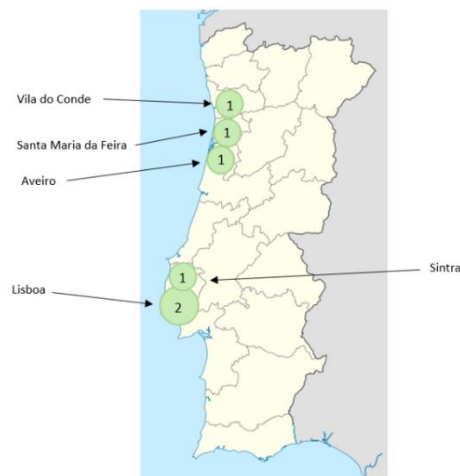 Vila do Conde
1
Santa Maria da Feira
1
Aveiro
1
1
Sintra
Lisboa
2